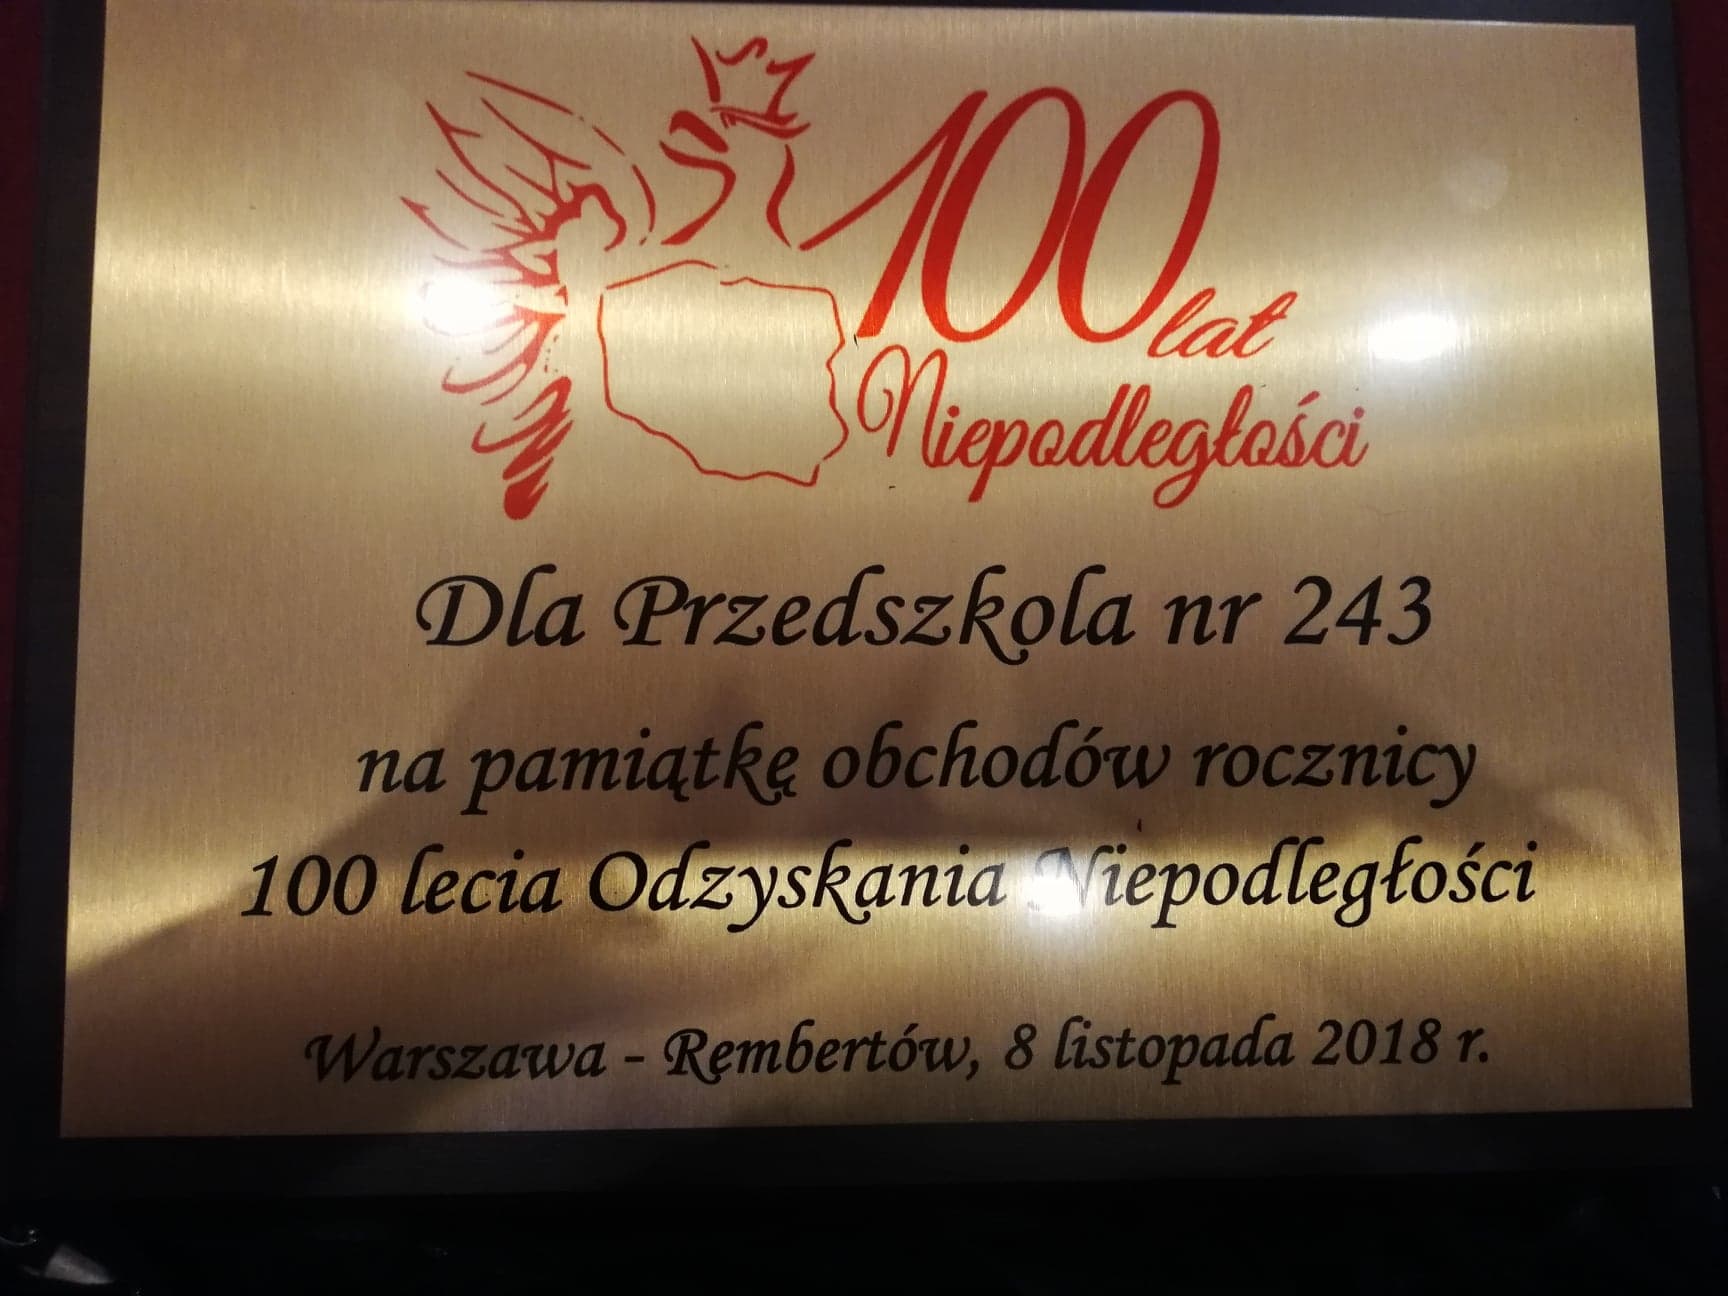 100 lat
Niepodległości
Dla Przedszkola nr 243
na pamiątkę obchodów rocznicy
100 lecia Odzyskania Niepodległości
Warszawa - Rembertów, 8 listopada 2018 r.